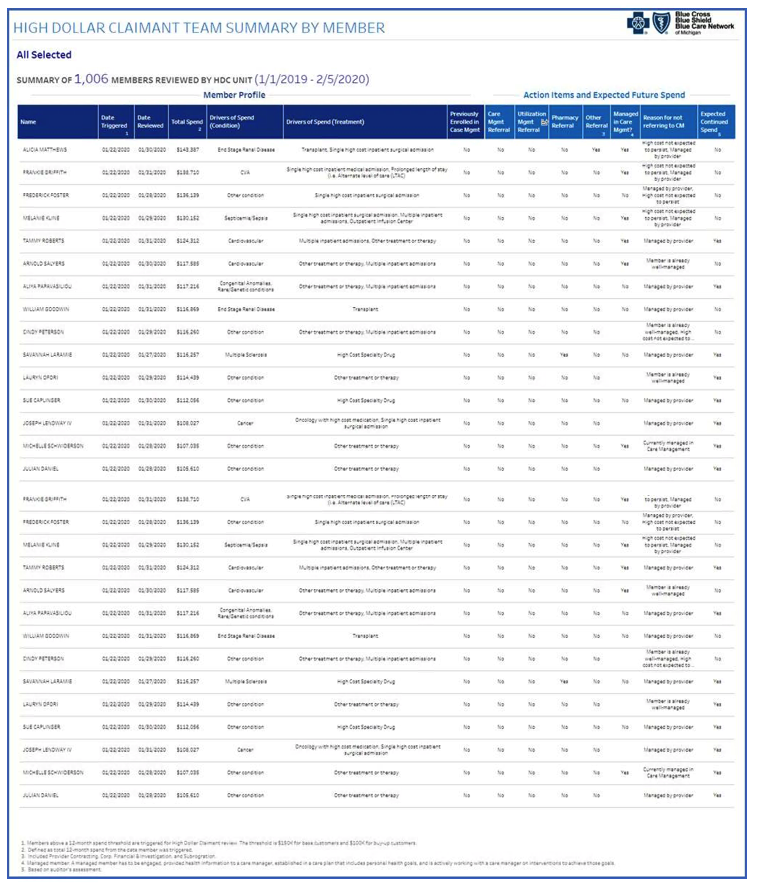 HIGH DOLLAR CLAIMANT TEAM SUMMARY BY MEMBER
Blue Cross
Blue Shield
Blue Care Network
of Michigan
All Selected
SUMMARY OF 1,006 MEMBERS REVIEWED BY HDC UNIT (1/1/2019 - 2/5/2020)
Member Profile Action Items and Expected Future Spend
Name Date Triggered 1 Date Reviewed Total Spend 2 Drivers of Spend (Condition) Drivers of Spend (Treatment) Previously Enrolled in Case Mgmt Care Mgmt Referral Utilization Mgmt Referral Pharmacy Referral Other Referral 3 Managed in Care Mgmt? 4 Reason for not referring to CM Expected Continued Spend 5
ALICIA MATTHEWS 01/22/2020 01/30/2020 End Stage Renal Disease Transplant, Single high cost inpatient surgical admission No No No No Yes Yes High cost not expected to persist, Managed by provider No
FRANKIE GRIFFITH 01/22/2020 01/31/2020 $138,710 CVA Single high cost inpatient medical admission, Prolonged length of stay (i.e. Alternate level of care (LTAC) No No No No No Yes High cost not expected to persist, Managed by provider No
FREDERICK FOSTER 01/22/2020 01/28/2020 $136,139 Other condition Single high cost inpatient surgical admission No No No No No No Managed by provider, High cost not expected to persist No
MELANIE KLINE 01/22/2020 01/29/2020 $130,162 Septicemia/Sepsis Single high cost inpatient surgical admission, Multiple inpatient admissions, Outpatient Infusion Center No No No No No Yes High cost not expected to persist, Managed by provider No
TAMMY ROBERTS 01/22/2020 01/31/2020 $124,312 Cardiovascular Multiple inpatient admissions, Other treatment or therapy No No No No No Yes Managed by provider Yes
ARNOLD SALYERS 01/22/2020 01/30/2020 $117,585 Cardiovascular Other treatment or therapy, Multiple inpatient admissions No No No No No Yes Member is already well-managed No
ALIYA PAPAVASILIOU 01/22/2020 01/31/2020 $117,216 Congenital Anomalies, Rare/Genetic conditions Other treatment or therapy, Multiple inpatient admissions No No No No No No Managed by provider Yes
WILLIAM GOODWIN 01/22/2020 01/31/2020 $116,869 End Stage Renal Disease Transplant No No No No No No Managed by provider No
CINDY PETERSON 01/22/2020 01/29/2020 $116,260 Other condition Other treatment or therapy, Multiple inpatient admissions No No No No No Member is already well-managed, High cost not expected to .. No
SAVANNAH LARAMIE 01/22/2020 01/27/2020 $116,257 Multiple Sclerosis High Cost Specialty Drug No No No Yes No No Managed by provider Yes
LAURYN OFORI 01/22/2020 01/29/2020 $114,439 Other condition Other treatment or therapy No No No No No Member is already well-managed Yes
SUE CAPLINGER 01/22/2020 01/30/2020 $112,056 Other condition High Cost Specialty Drug No No No No No No Managed by provider Yes
JOSEPH LENDWAY IV 01/22/2020 01/31/2020 $108,027 Cancer Oncology with high cost medication, Single high cost inpatient surgical admission No No No No No Managed by provider Yes
MICHELLE SCHWIDERSON 01/22/2020 01/28/2020 $107,035 Other condition Other treatment or therapy No No No No No Yes Currently managed in Care Management Yes
JULIAN DANIEL 01/22/2020 01/28/2020 $105,610 Other condition Other treatment or therapy No No No No No Managed by provider Yes
FRANKIE GRIFFITH 01/22/2020 01/31/2020 $138,710 CVA Single high cost inpatient medical admission, Prolonged length of stay (i.e. Alternate level of care (LTAC) No No No No No Yes to persist, Managed by provider No
FREDERICK FOSTER 01/22/2020 01/28/2020 $136,139 Other condition Single high cost inpatient surgical admission No No No No No No Managed by provider, High cost not expected to persist No
MELANIE KLINE 01/22/2020 01/29/2020 $130,162 Septicemia/Sepsis Single high cost inpatient surgical admission, Multiple inpatient admissions, Outpatient Infusion Center No No No No No Yes High cost not expected to persist, Managed by provider No
TAMMY ROBERTS 01/22/2020 01/31/2020 $124,312 Cardiovascular Multiple inpatient admissions, Other treatment or therapy No No No No No Yes Managed by provider Yes
ARNOLD SALYERS 01/22/2020 01/30/2020 $117,585 Cardiovascular Other treatment or therapy, Multiple inpatient admissions No No No No No Yes Member is already well-managed No
ALIYA PAPAVASILIOU 01/22/2020 01/31/2020 $117,216 Congenital Anomalies, Rare/Genetic conditions Other treatment or therapy, Multiple inpatient admissions No No No No No No Managed by provider Yes
WILLIAM GOODWIN 01/22/2020 01/31/2020 $116,869 End Stage Renal Disease Transplant No No No No No No Managed by provider No
CINDY PETERSON 01/22/2020 01/29/2020 $116,260 Other condition Other treatment or therapy, Multiple inpatient admissions No No No No No Member is already well-managed, High cost not expected to .. No
SAVANNAH LARAMIE 01/22/2020 01/27/2020 $116,257 Multiple Sclerosis High Cost Specialty Drug No No No Yes No No Managed by provider Yes
LAURYN OFORI 01/22/2020 01/29/2020 $114,439 Other condition Other treatment or therapy No No No No No Member is already well-managed Yes
SUE CAPLINGER 01/22/2020 01/30/2020 $112,056 Other condition High Cost Specialty Drug No No No No No No Managed by provider Yes
JOSEPH LENDWAY IV 01/22/2020 01/31/2020 $108,027 Cancer Oncology with high cost medication, Single high cost inpatient surgical admission No No No No No Managed by provider Yes
MICHELLE SCHWIDERSON 01/22/2020 01/28/2020 $107,035 Other condition Other treatment or therapy No No No No No Yes Currently managed in Care Management Yes
JULIAN DANIEL 01/22/2020 01/28/2020 $105,610 Other condition Other treatment or therapy No No No No No Managed by provider Yes
1. Members above a 12-month spend threshold are triggered for High Dollar Claimant review. The threshold is $150K for base customers and $100K for buy-up customers.
2. Defined as total 12-month spend from the date member was triggered.
3. Included Provider Contracting, Corp. Financial & Investigation, and Subrogation.
4. Managed member: A managed member has to be engaged, provided health information to a care manager, established in a care plan that includes personal health goals, and is actively working with a care manager on interventions to achieve those goals.
5. Based on auditor's assessment.